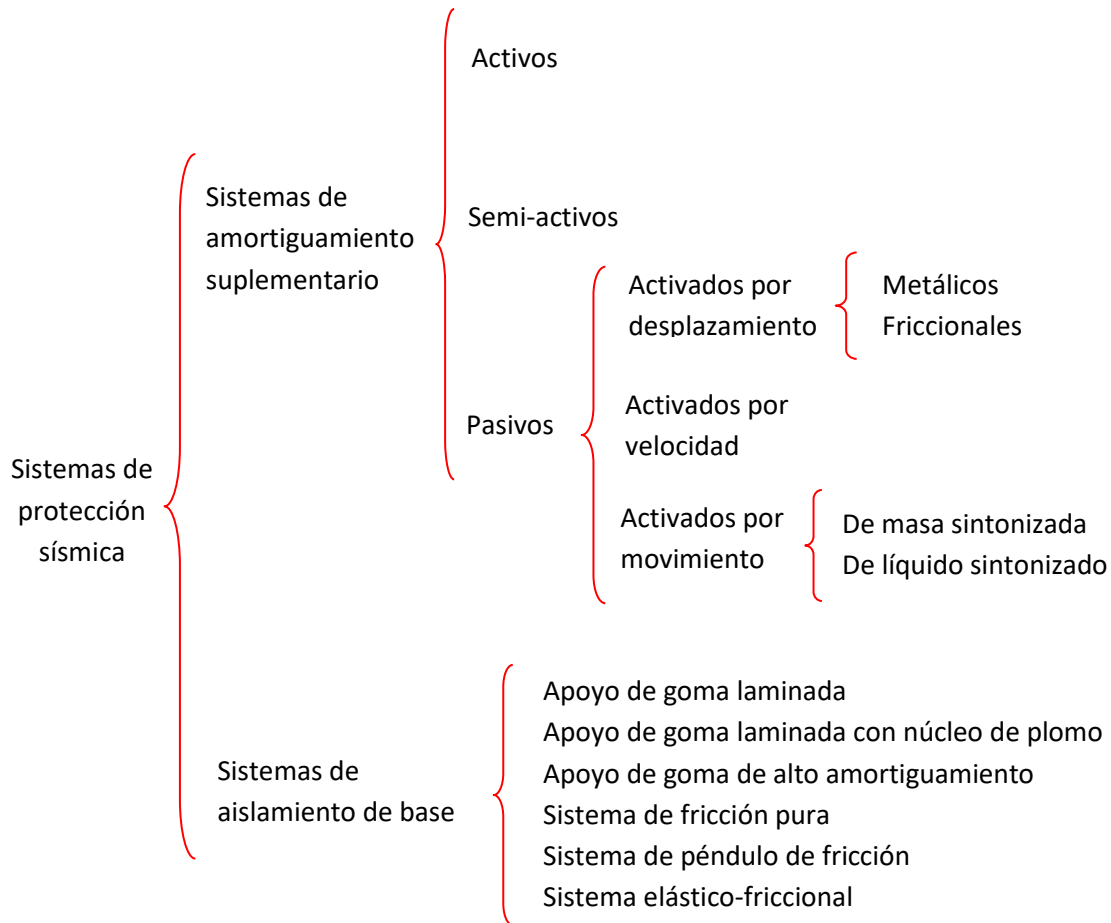 Sistemas de
protección
sísmica
Sistemas de
amortiguamiento
suplementario
Activos
Semi-activos
Pasivos
Activados por
desplazamiento
Metálicos
Friccionales
Activados por
velocidad
Activados por
movimiento
De masa sintonizada
De líquido sintonizado
Sistemas de
aislamiento de base
Apoyo de goma laminada
Apoyo de goma laminada con núcleo de plomo
Apoyo de goma de alto amortiguamiento
Sistema de fricción pura
Sistema de péndulo de fricción
Sistema elástico-friccional